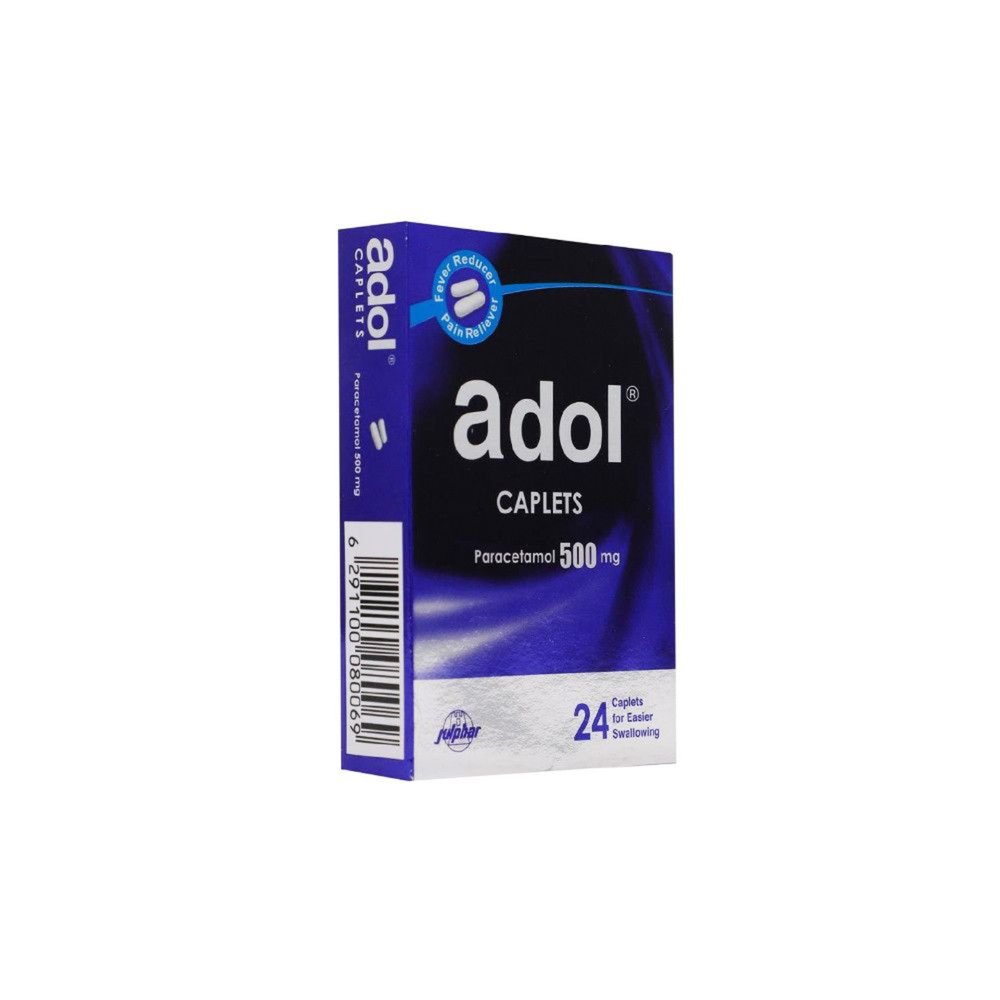 adol®
CAPLETS
Paracetamol 500 mg
6 291100 080069
Fever Reducer
Pain Reliever
adol®
CAPLETS
Paracetamol 500 mg
julphar
24 Caplets
for Easier
Swallowing